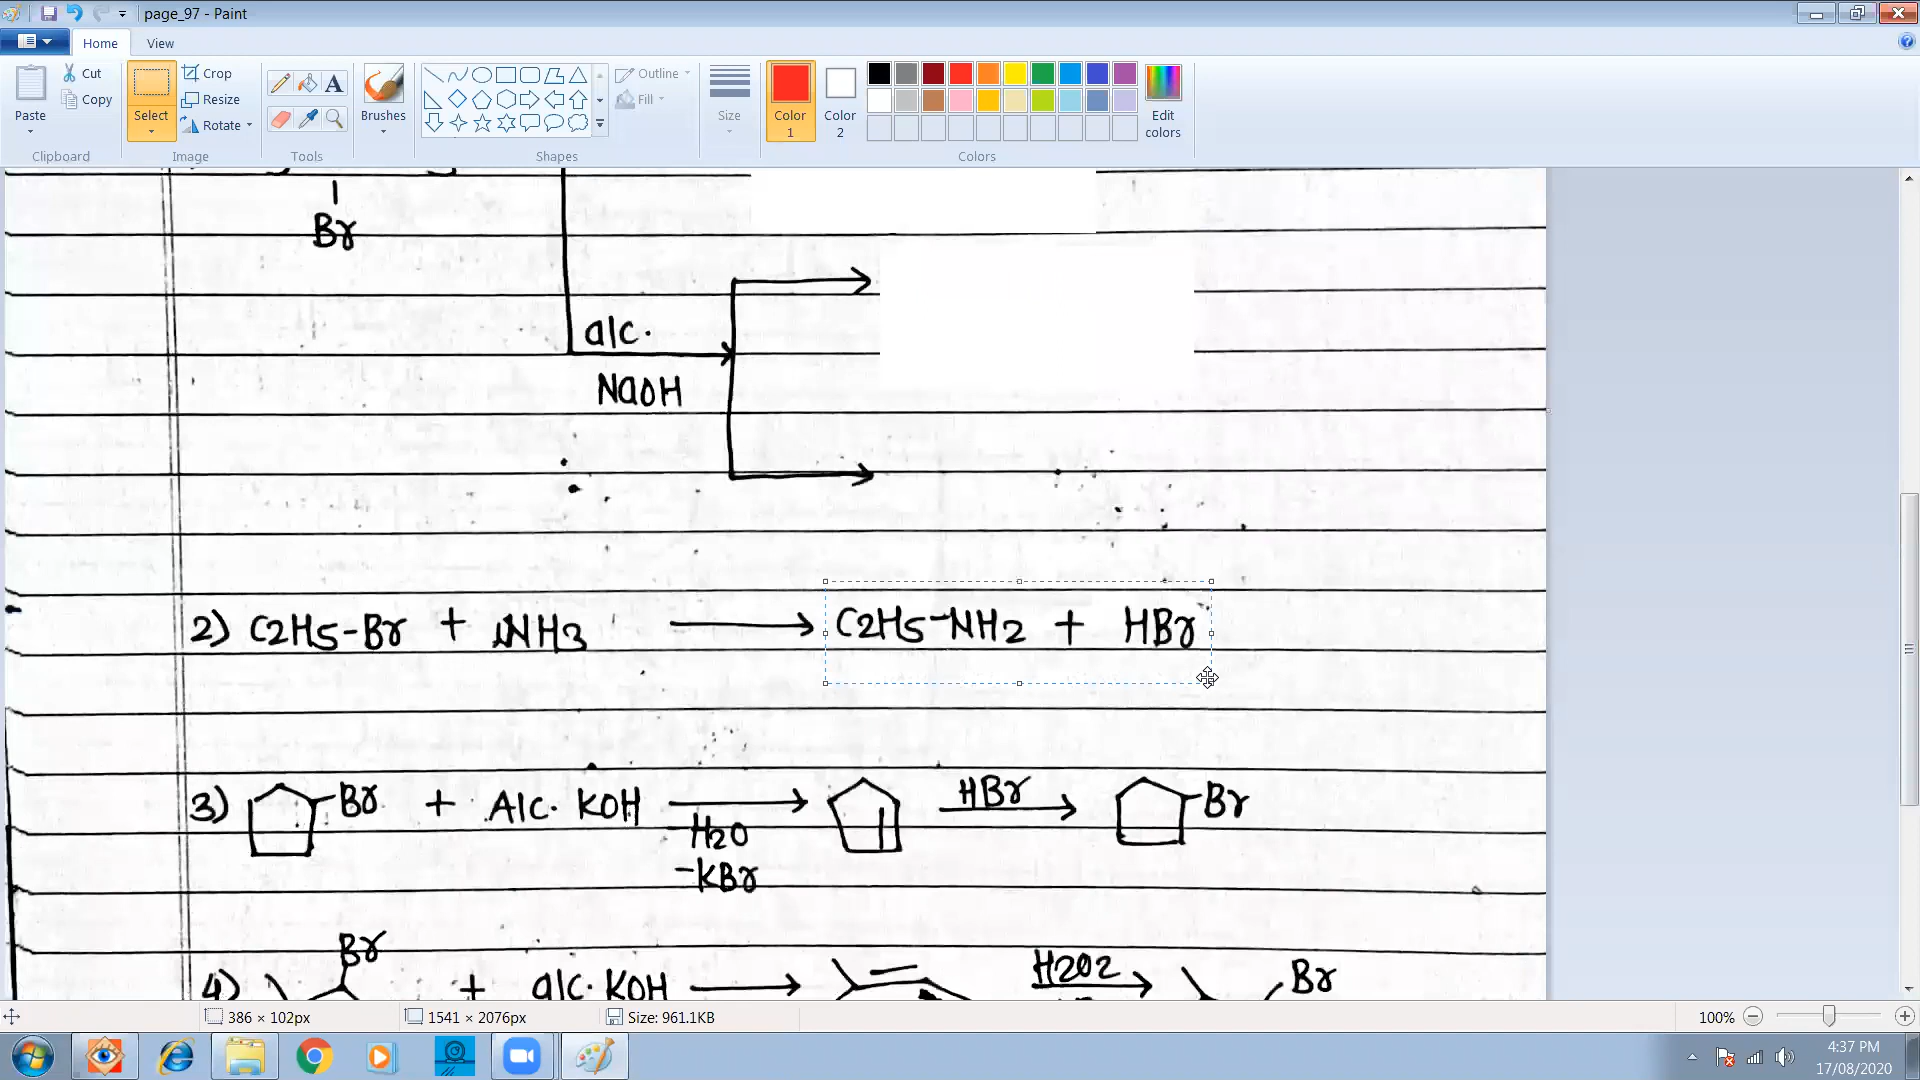 page_97 - Paint
Home View
Paste
Cut
Copy
Clipboard
Select
Crop
Resize
Rotate
Image
Tools
Brushes
Shapes
Outline
Fill
Size
Color 1
Color 2
Edit colors
Colors
Br
alc.
NaOH
2) C2H5-Br + NH3 → C2H5-NH2 + HBr
3) Br + Alc. KOH → HBr → Br
-H2O
-KBr
Br
4) + alc. KOH → H2O2 → Br
386 × 102px
1541 × 2076px
Size: 961.1KB
100%
4:37 PM
17/08/2020